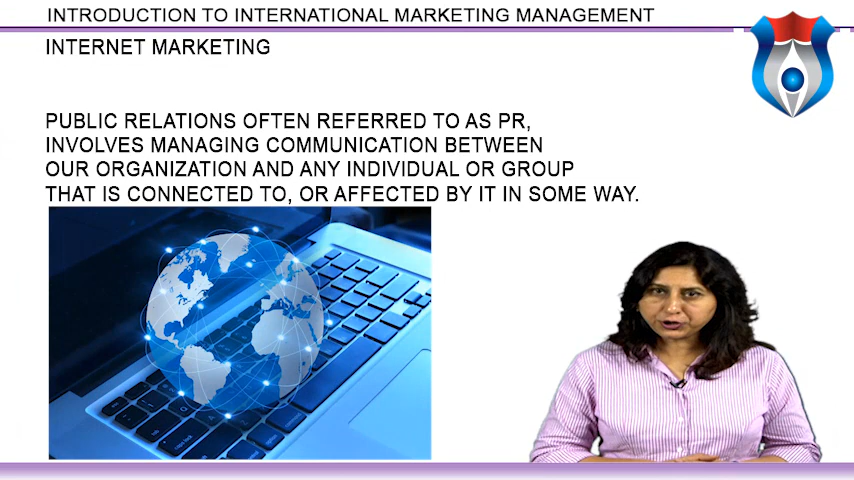 INTRODUCTION TO INTERNATIONAL MARKETING MANAGEMENT
INTERNET MARKETING
PUBLIC RELATIONS OFTEN REFERRED TO AS PR,
INVOLVES MANAGING COMMUNICATION BETWEEN
OUR ORGANIZATION AND ANY INDIVIDUAL OR GROUP
THAT IS CONNECTED TO, OR AFFECTED BY IT IN SOME WAY.